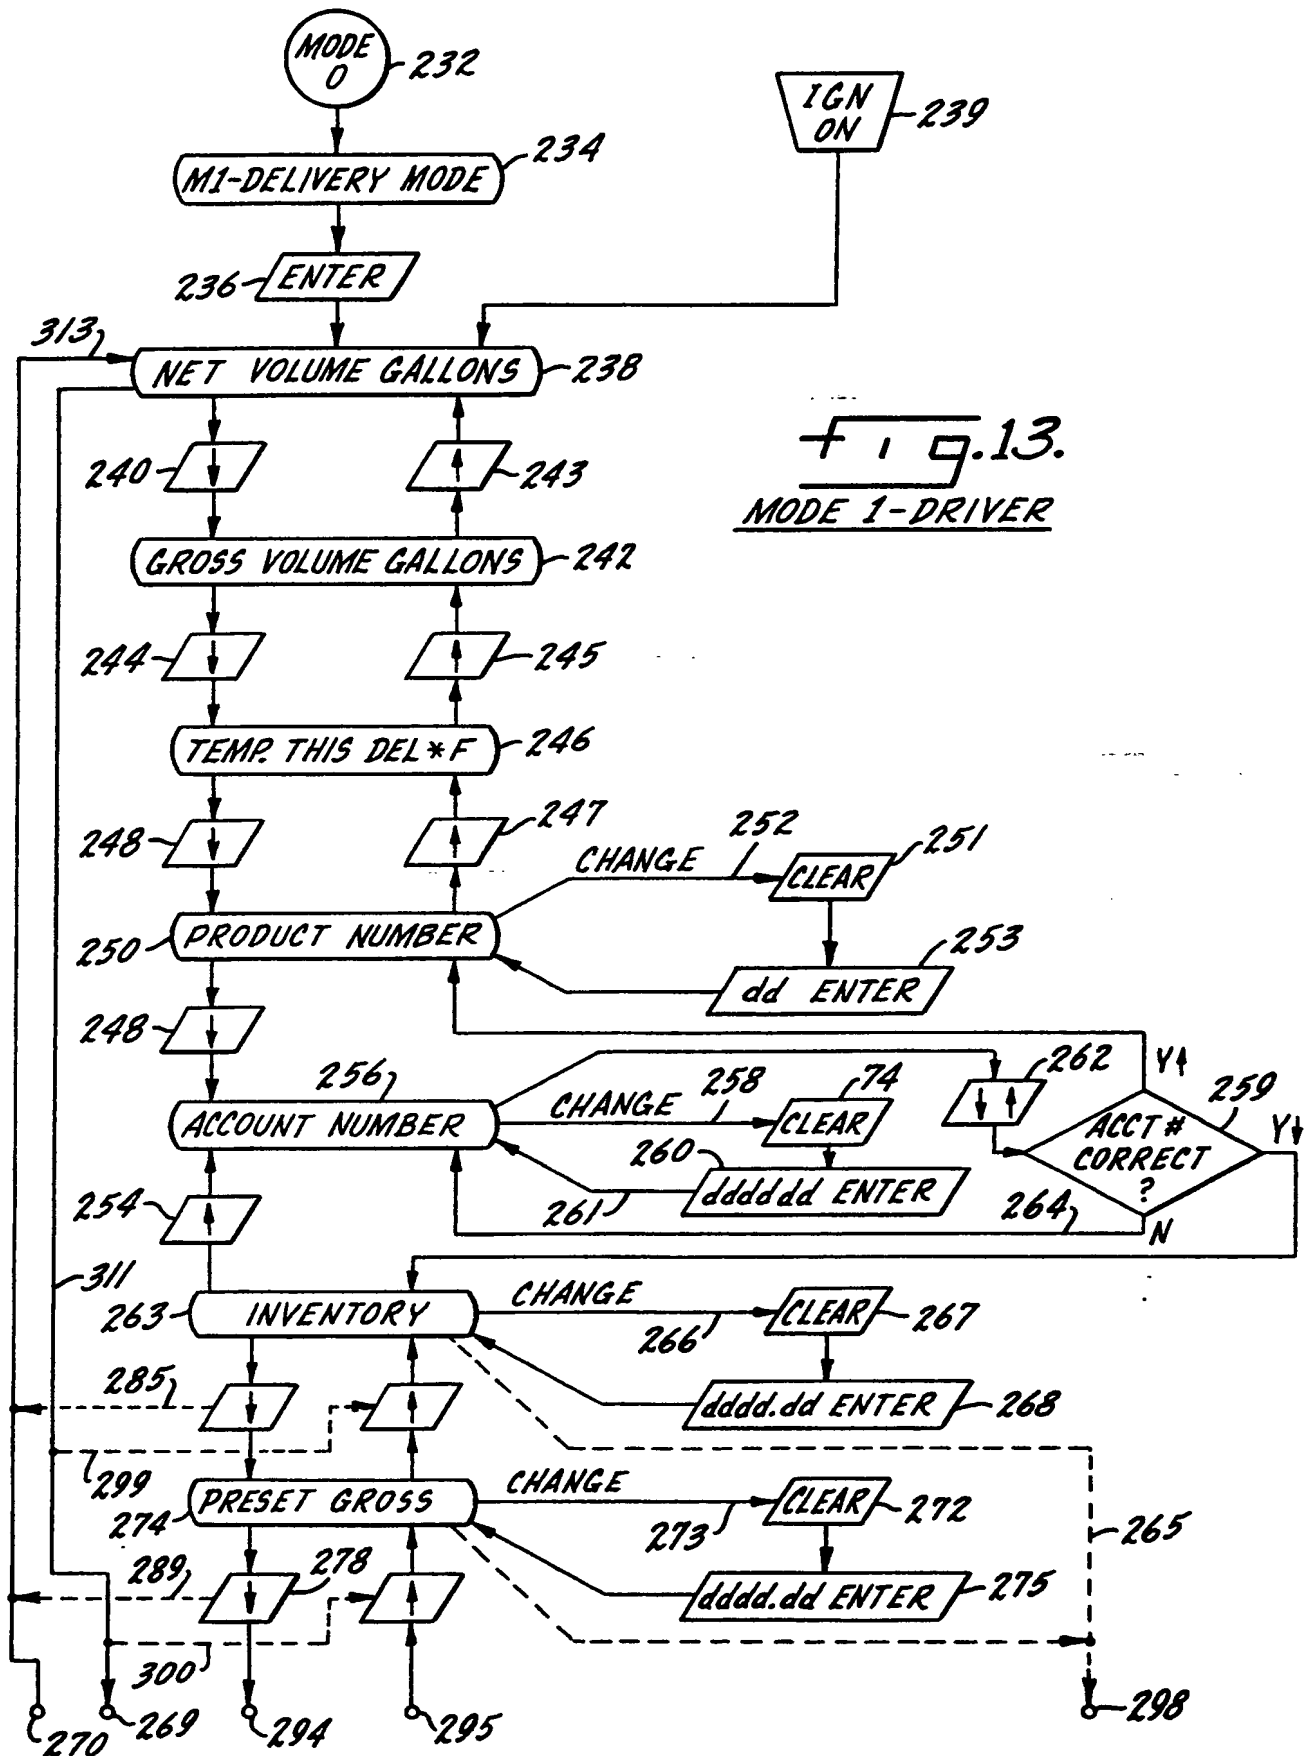 MODE
0
232
IGN
ON
239
M1-DELIVERY MODE
234
ENTER
236
313
NET VOLUME GALLONS
238
fig.13.
MODE 1-DRIVER
240
↓
↑
243
GROSS VOLUME GALLONS
242
244
↓
↑
245
TEMP. THIS DEL*F
246
248
↓
↑
247
CHANGE
252
CLEAR
251
250
PRODUCT NUMBER
dd ENTER
253
248
↓
256
ACCOUNT NUMBER
CHANGE
258
CLEAR
74
↓ ↑
262
Y↑
259
ACCT #
CORRECT
?
Y↓
260
dddddd ENTER
261
264
N
254
↑
311
263
INVENTORY
CHANGE
266
CLEAR
267
285
↓
↑
dddd.dd ENTER
268
299
274
PRESET GROSS
CHANGE
273
CLEAR
272
265
289
↓
278
↑
dddd.dd ENTER
275
300
270
269
294
295
298